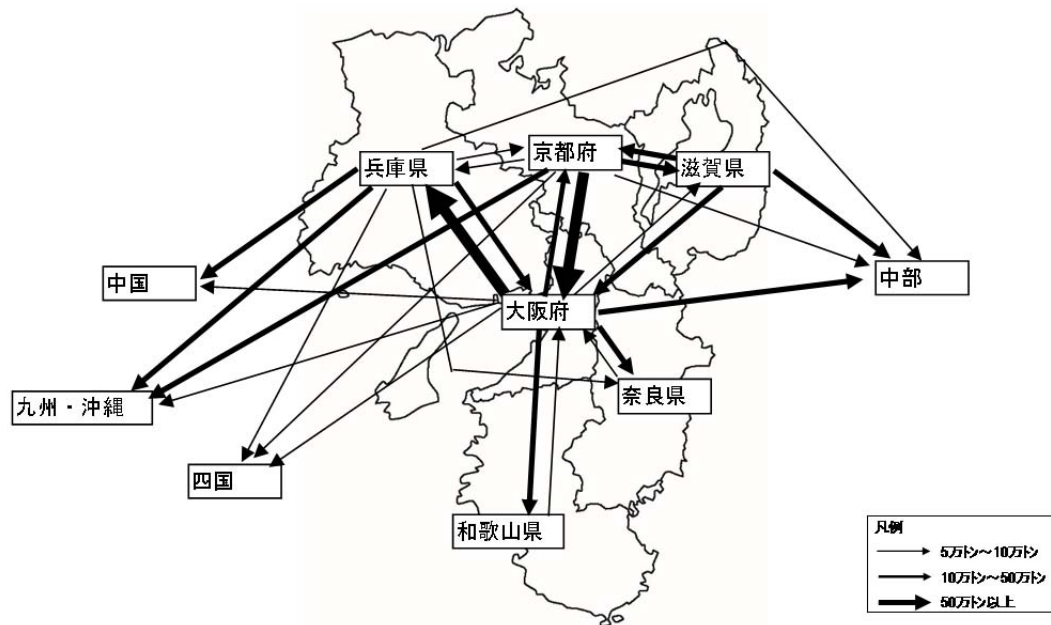 京都府
兵庫県
滋賀県
中国
中部
大阪府
九州・沖縄
奈良県
四国
和歌山県
凡例
5万トン～10万トン
10万トン～50万トン
50万トン以上